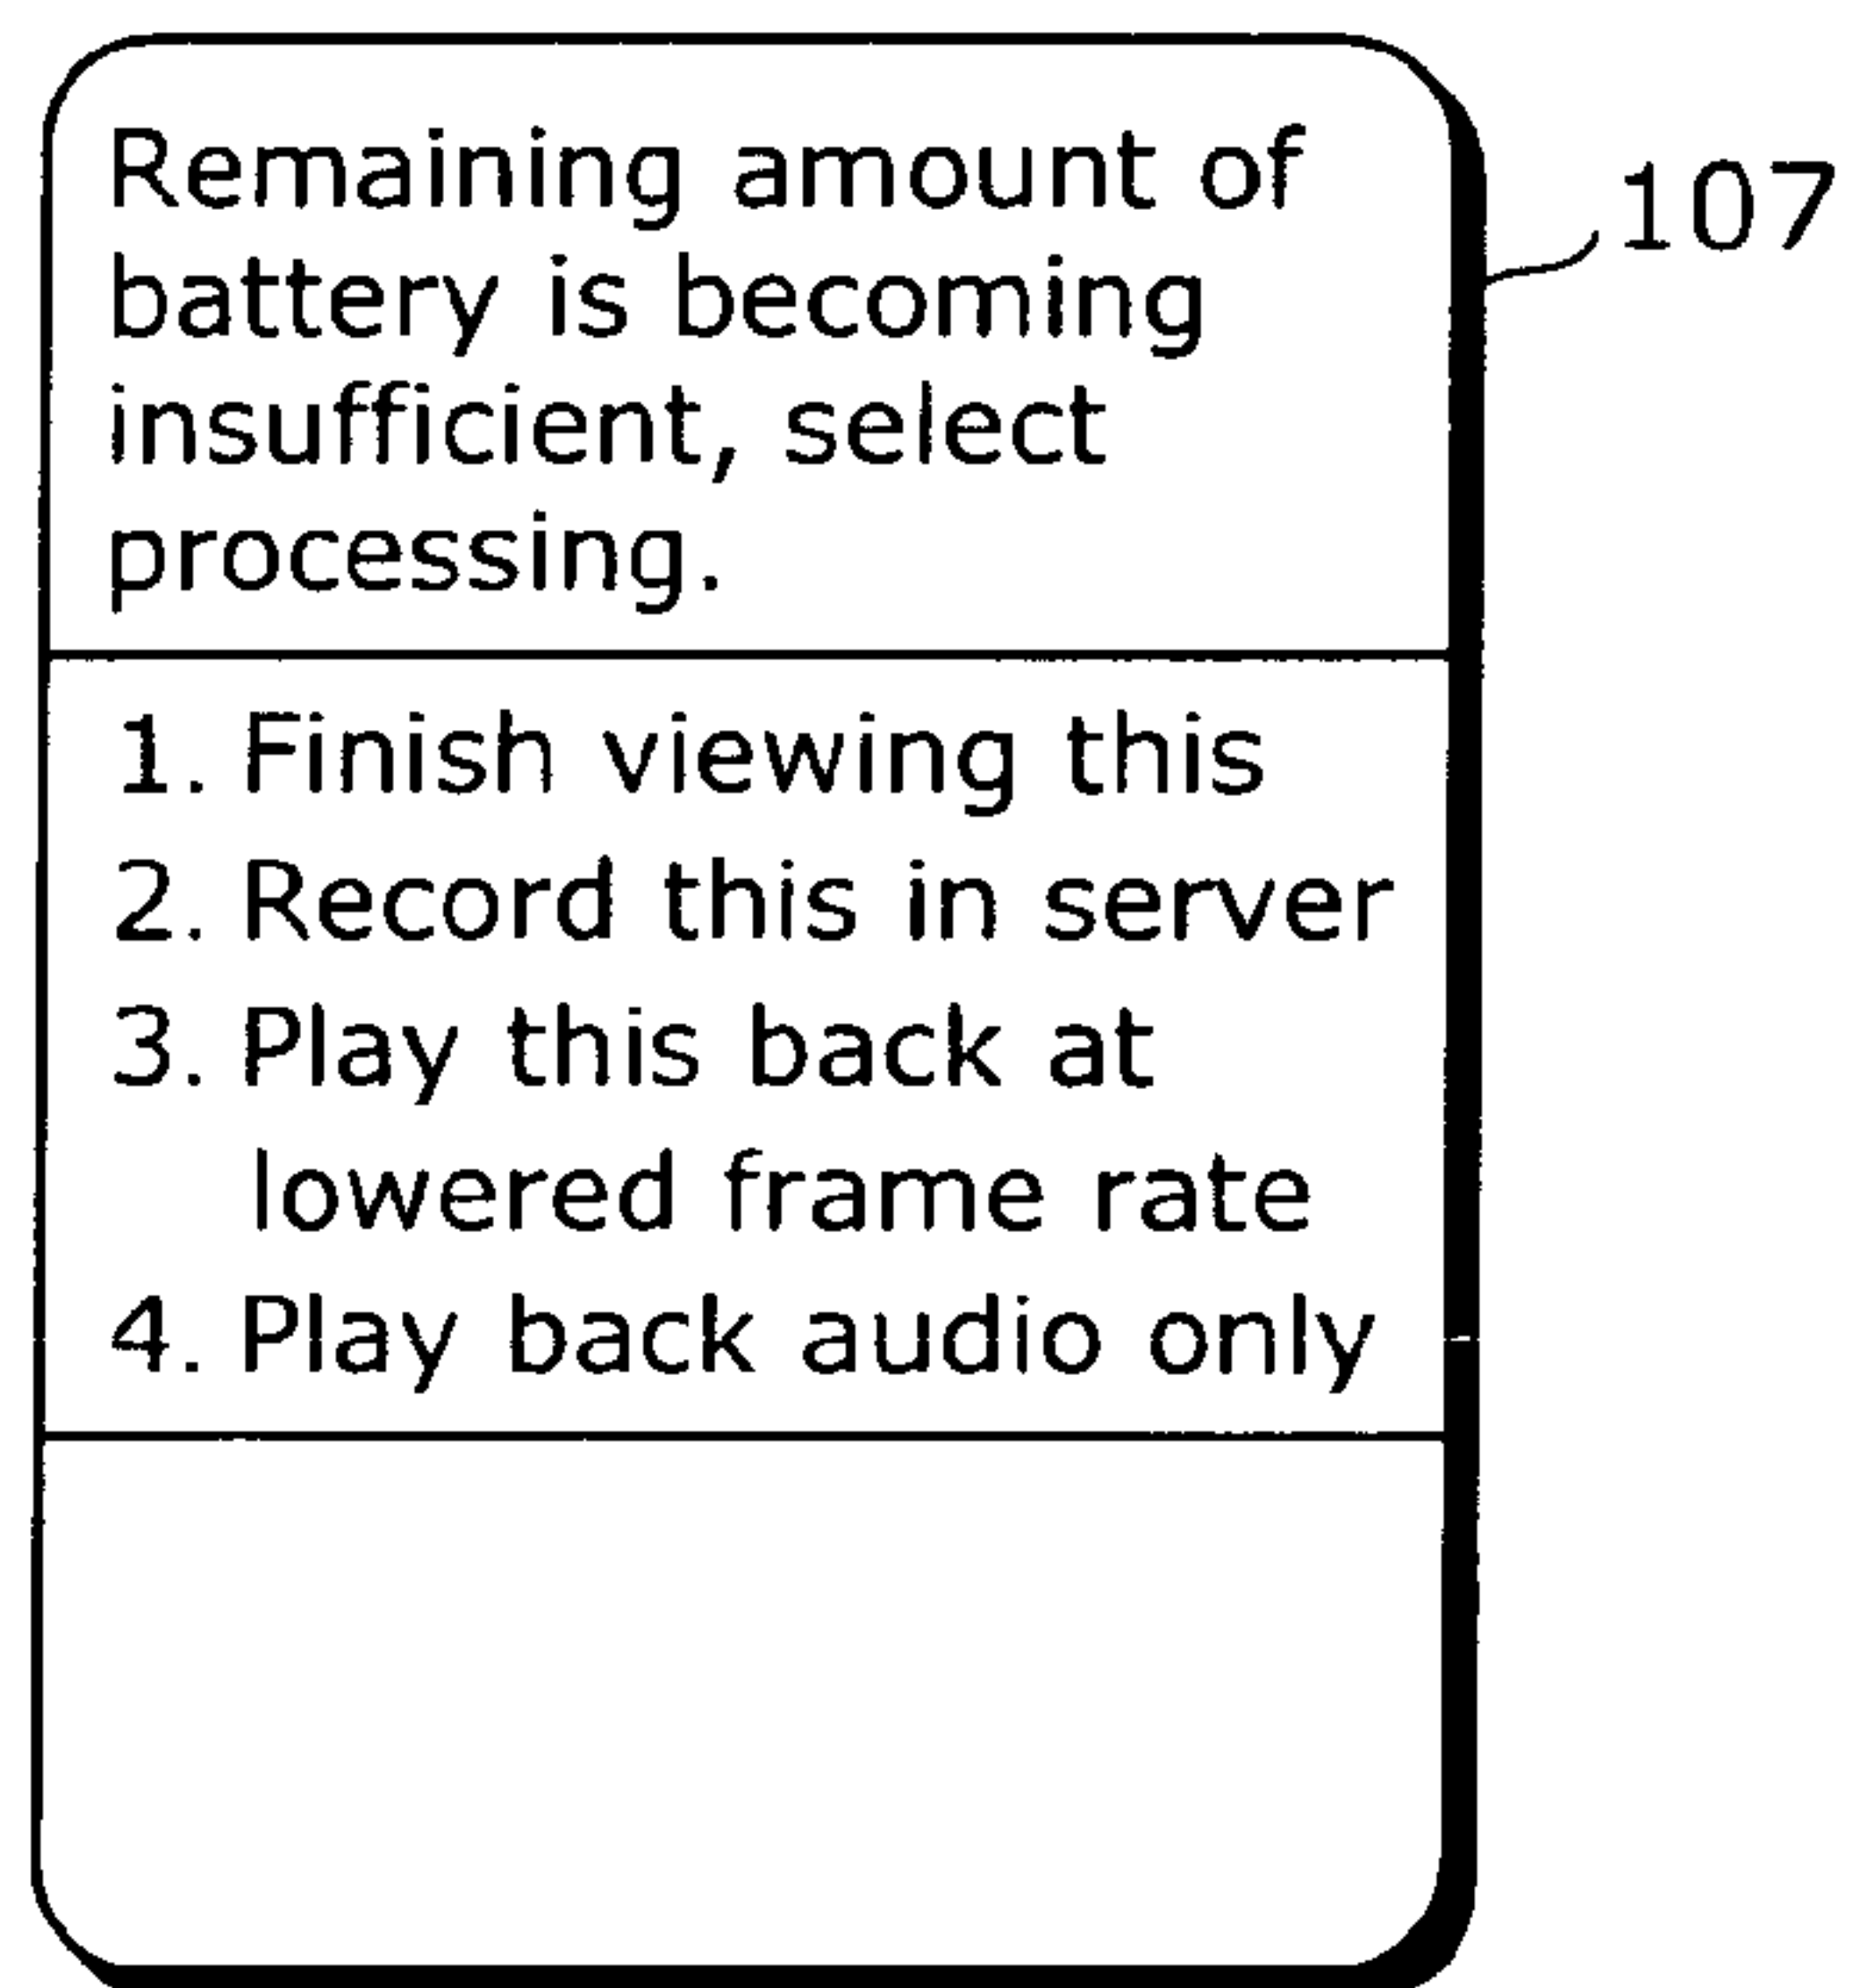 Remaining amount of
battery is becoming
insufficient, select
processing.
107
1. Finish viewing this
2. Record this in server
3. Play this back at
lowered frame rate
4. Play back audio only